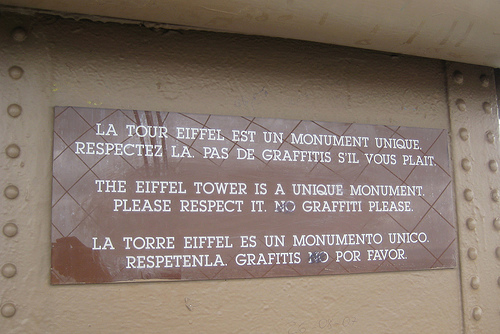 LA TOUR EIFFEL EST UN MONUMENT UNIQUE.
RESPECTEZ LA. PAS DE GRAFFITIS S'IL VOUS PLAIT.
THE EIFFEL TOWER IS A UNIQUE MONUMENT.
PLEASE RESPECT IT. NO GRAFFITI PLEASE.
LA TORRE EIFFEL ES UN MONUMENTO UNICO.
RESPETENLA. GRAFITIS NO POR FAVOR.